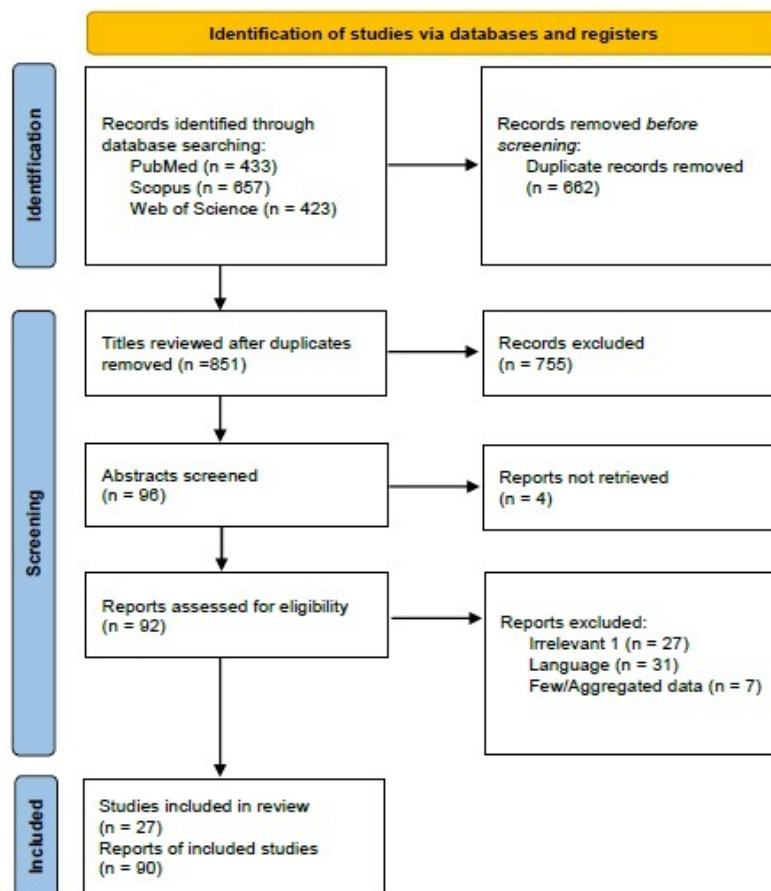 Identification of studies via databases and registers
Identification
Records identified through
database searching:
PubMed (n = 433)
Scopus (n = 657)
Web of Science (n = 423)
Records removed before
screening:
Duplicate records removed
(n = 662)
Screening
Titles reviewed after duplicates
removed (n =851)
Records excluded
(n = 755)
Abstracts screened
(n = 96)
Reports not retrieved
(n = 4)
Reports assessed for eligibility
(n = 92)
Reports excluded:
Irrelevant 1 (n = 27)
Language (n = 31)
Few/Aggregated data (n = 7)
Included
Studies included in review
(n = 27)
Reports of included studies
(n = 90)